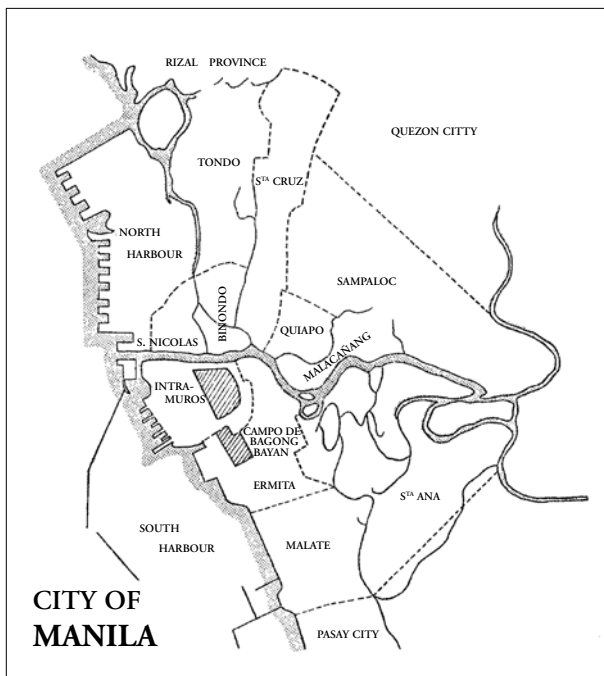 RIZAL PROVINCE
QUEZON CITTY
TONDO
STA CRUZ
NORTH
HARBOUR
SAMPALOC
BINONDO
QUIAPO
S. NICOLAS
MALACAÑANG
INTRA-
MUROS
CAMPO DE
BAGONG
BAYAN
ERMITA
STA ANA
SOUTH
HARBOUR
MALATE
CITY OF
MANILA
PASAY CITY